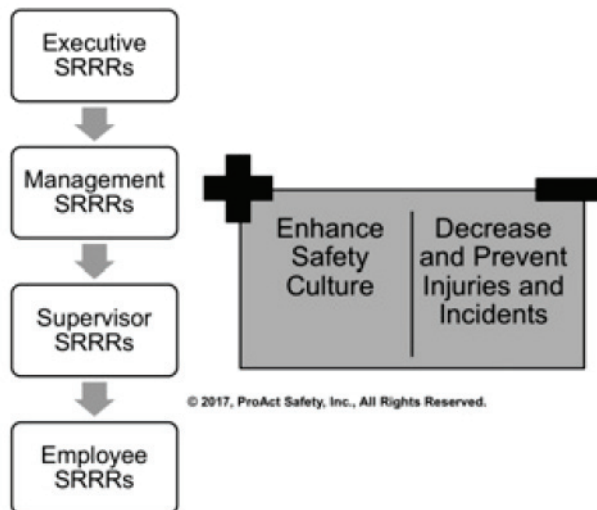 Executive
SRRRs
Management
SRRRs
Supervisor
SRRRs
Employee
SRRRs
Enhance
Safety
Culture
Decrease
and Prevent
Injuries and
Incidents
© 2017, ProAct Safety, Inc., All Rights Reserved.